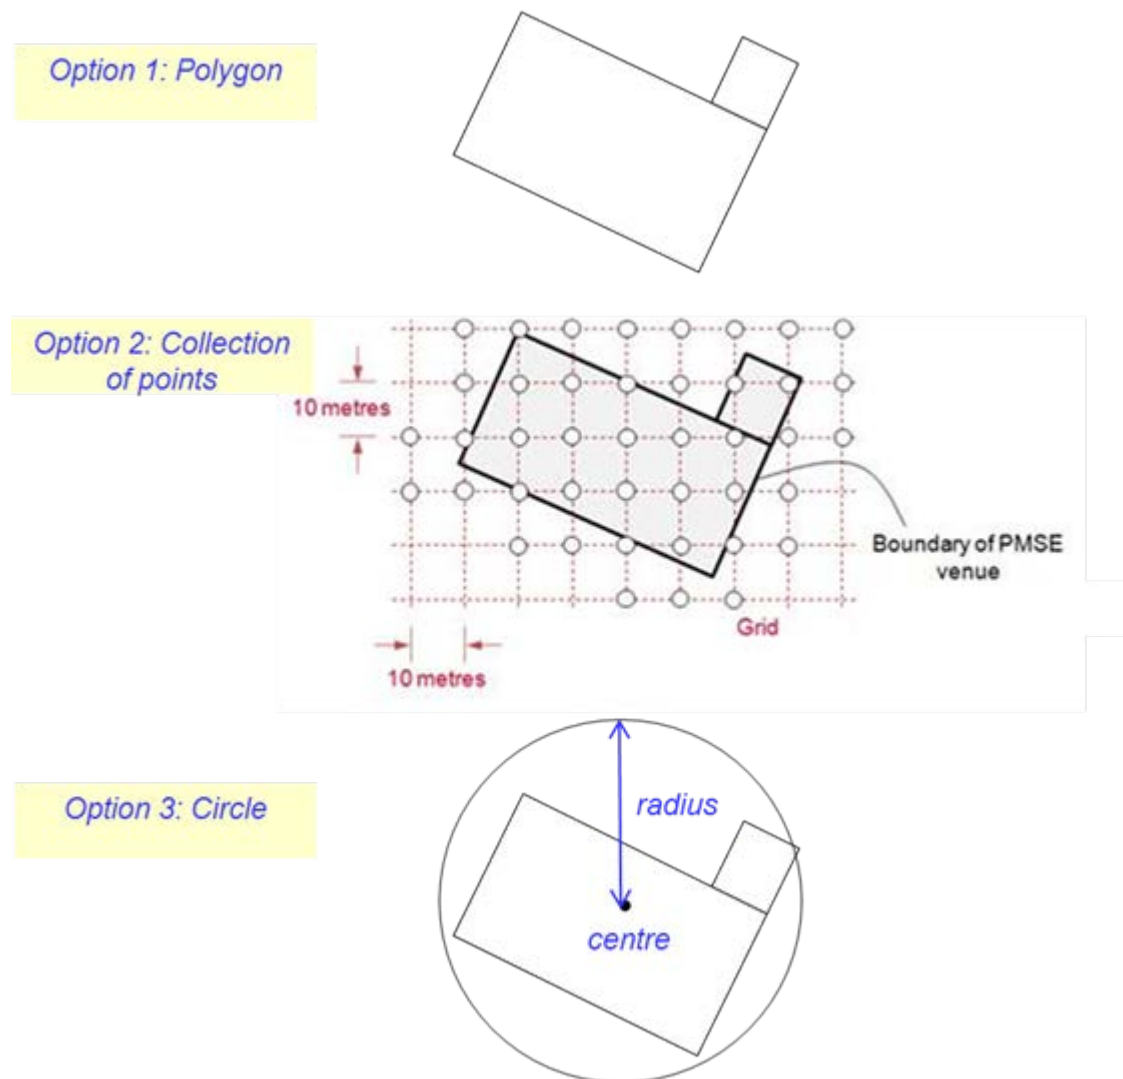 Option 1: Polygon
Option 2: Collection
of points
10 metres
Boundary of PMSE
venue
Grid
10 metres
Option 3: Circle
radius
centre